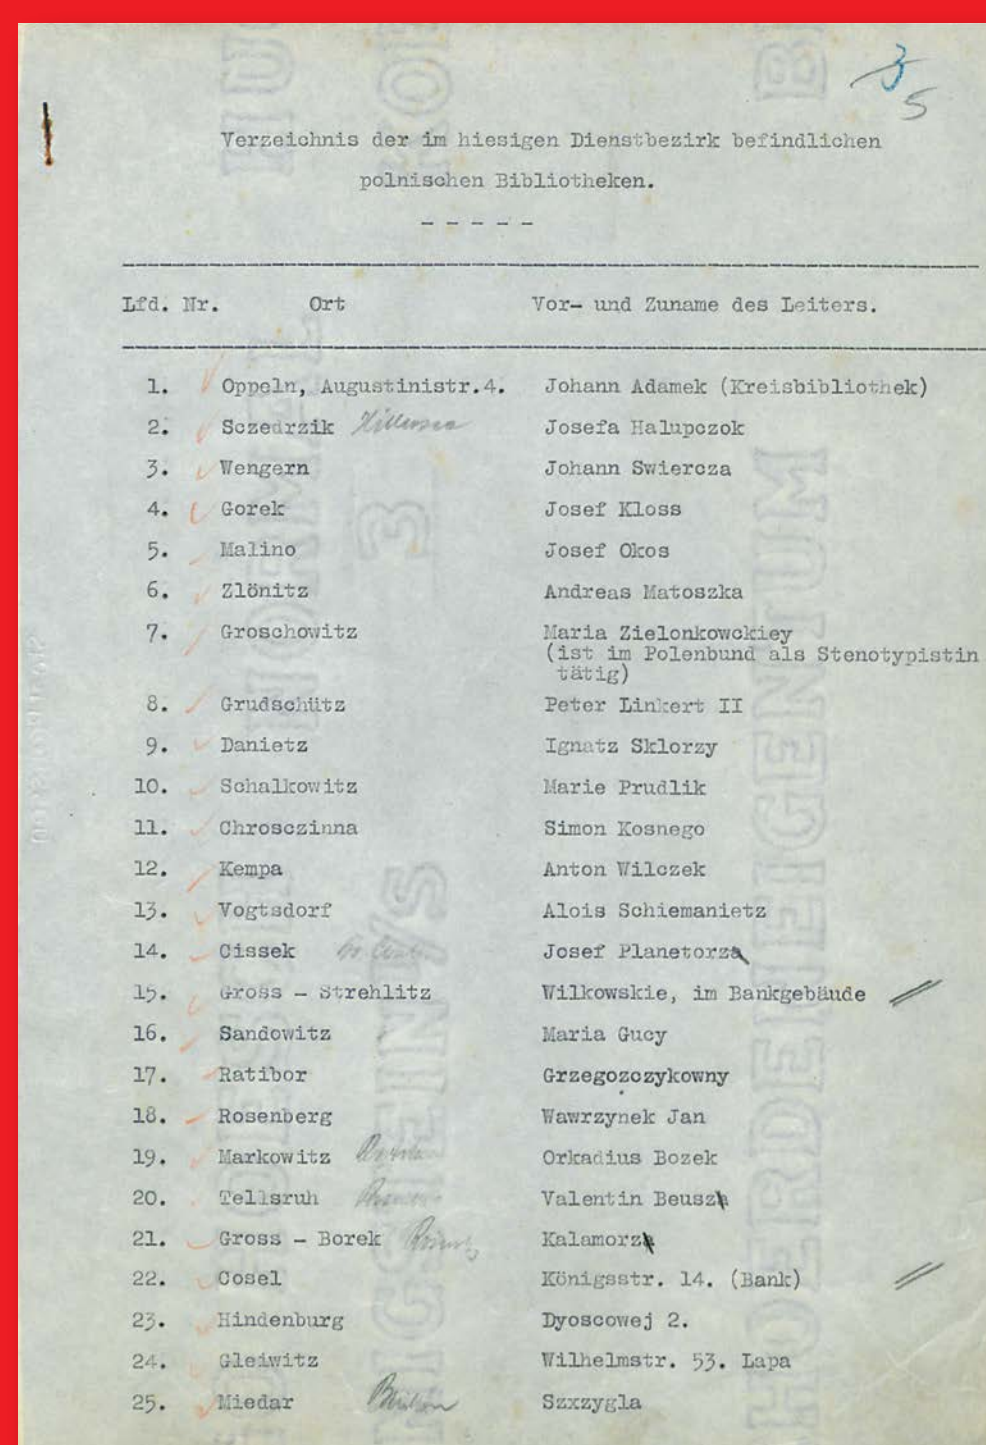 3
5
Verzeichnis der im hiesigen Dienstbezirk befindlichen
polnischen Bibliotheken.
- - - - -
Lfd. Nr. Ort Vor- und Zuname des Leiters.
1. Oppeln, Augustinistr.4. Johann Adamek (Kreisbibliothek)
2. Sczedrzik Hillersee Josefa Halupczok
3. Wengern Johann Swiercza
4. Gorek Josef Kloss
5. Malino Josef Okos
6. Zlönitz Andreas Matoszka
7. Groschowitz Maria Zielonkowckiey
(ist im Polenbund als Stenotypistin
tätig)
8. Grudschütz Peter Linkert II
9. Danietz Ignatz Sklorzy
10. Schalkowitz Marie Prudlik
11. Chrosczinna Simon Kosnego
12. Kempa Anton Wilczek
13. Vogtsdorf Alois Schiemanietz
14. Cissek Josef Planetorz
15. Gross - Strehlitz Wilkowskie, im Bankgebäude
16. Sandowitz Maria Gucy
17. Ratibor Grzegozczykowny
18. Rosenberg Wawrzynek Jan
19. Markowitz Orkadius Bozek
20. Tellsruh Valentin Beusz
21. Gross - Borek Kalamorz
22. Cosel Königsstr. 14. (Bank)
23. Hindenburg Dyoscowej 2.
24. Gleiwitz Wilhelmstr. 53. Lapa
25. Miedar Szxzygla